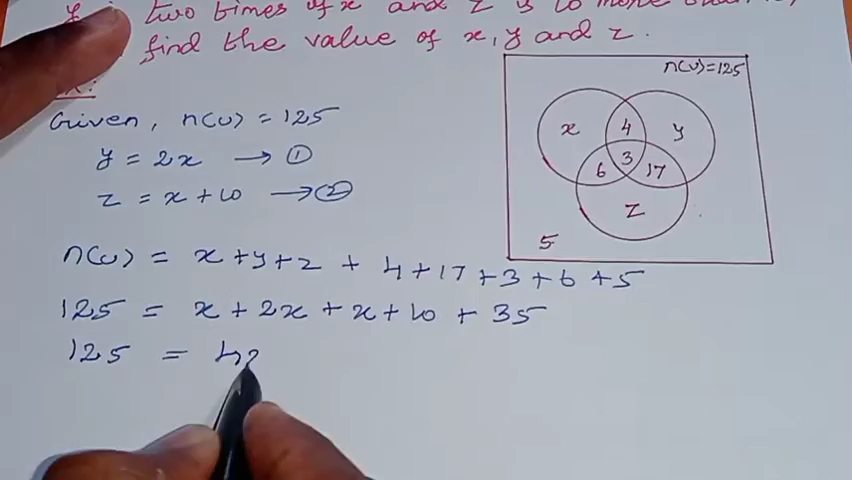 two times of x and z is 10 more than x,
find the value of x, y and z.
Given, n(U) = 125
y = 2x → ①
z = x + 10 → ②
n(U) = x + y + z + 4 + 17 + 3 + 6 + 5
125 = x + 2x + x + 10 + 35
125 = 4x
n(U) = 125
x 4 y
3
6 17
z
5